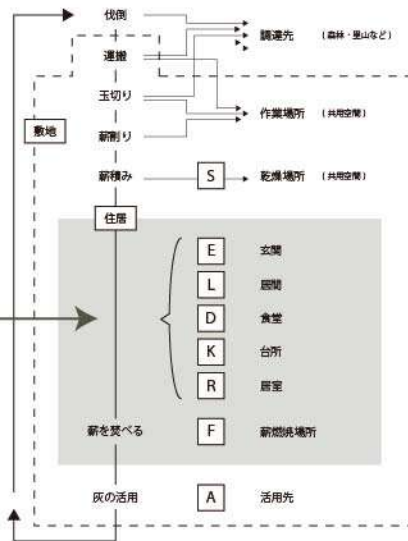 伐倒
調達先 (森林・里山など)
運搬
玉切り
作業場所 (共用空間)
敷地
薪割り
薪積み S 乾燥場所 (共用空間)
住居
E 玄関
L 居間
D 食堂
K 台所
R 居室
薪を焚べる F 薪燃焼場所
灰の活用 A 活用先